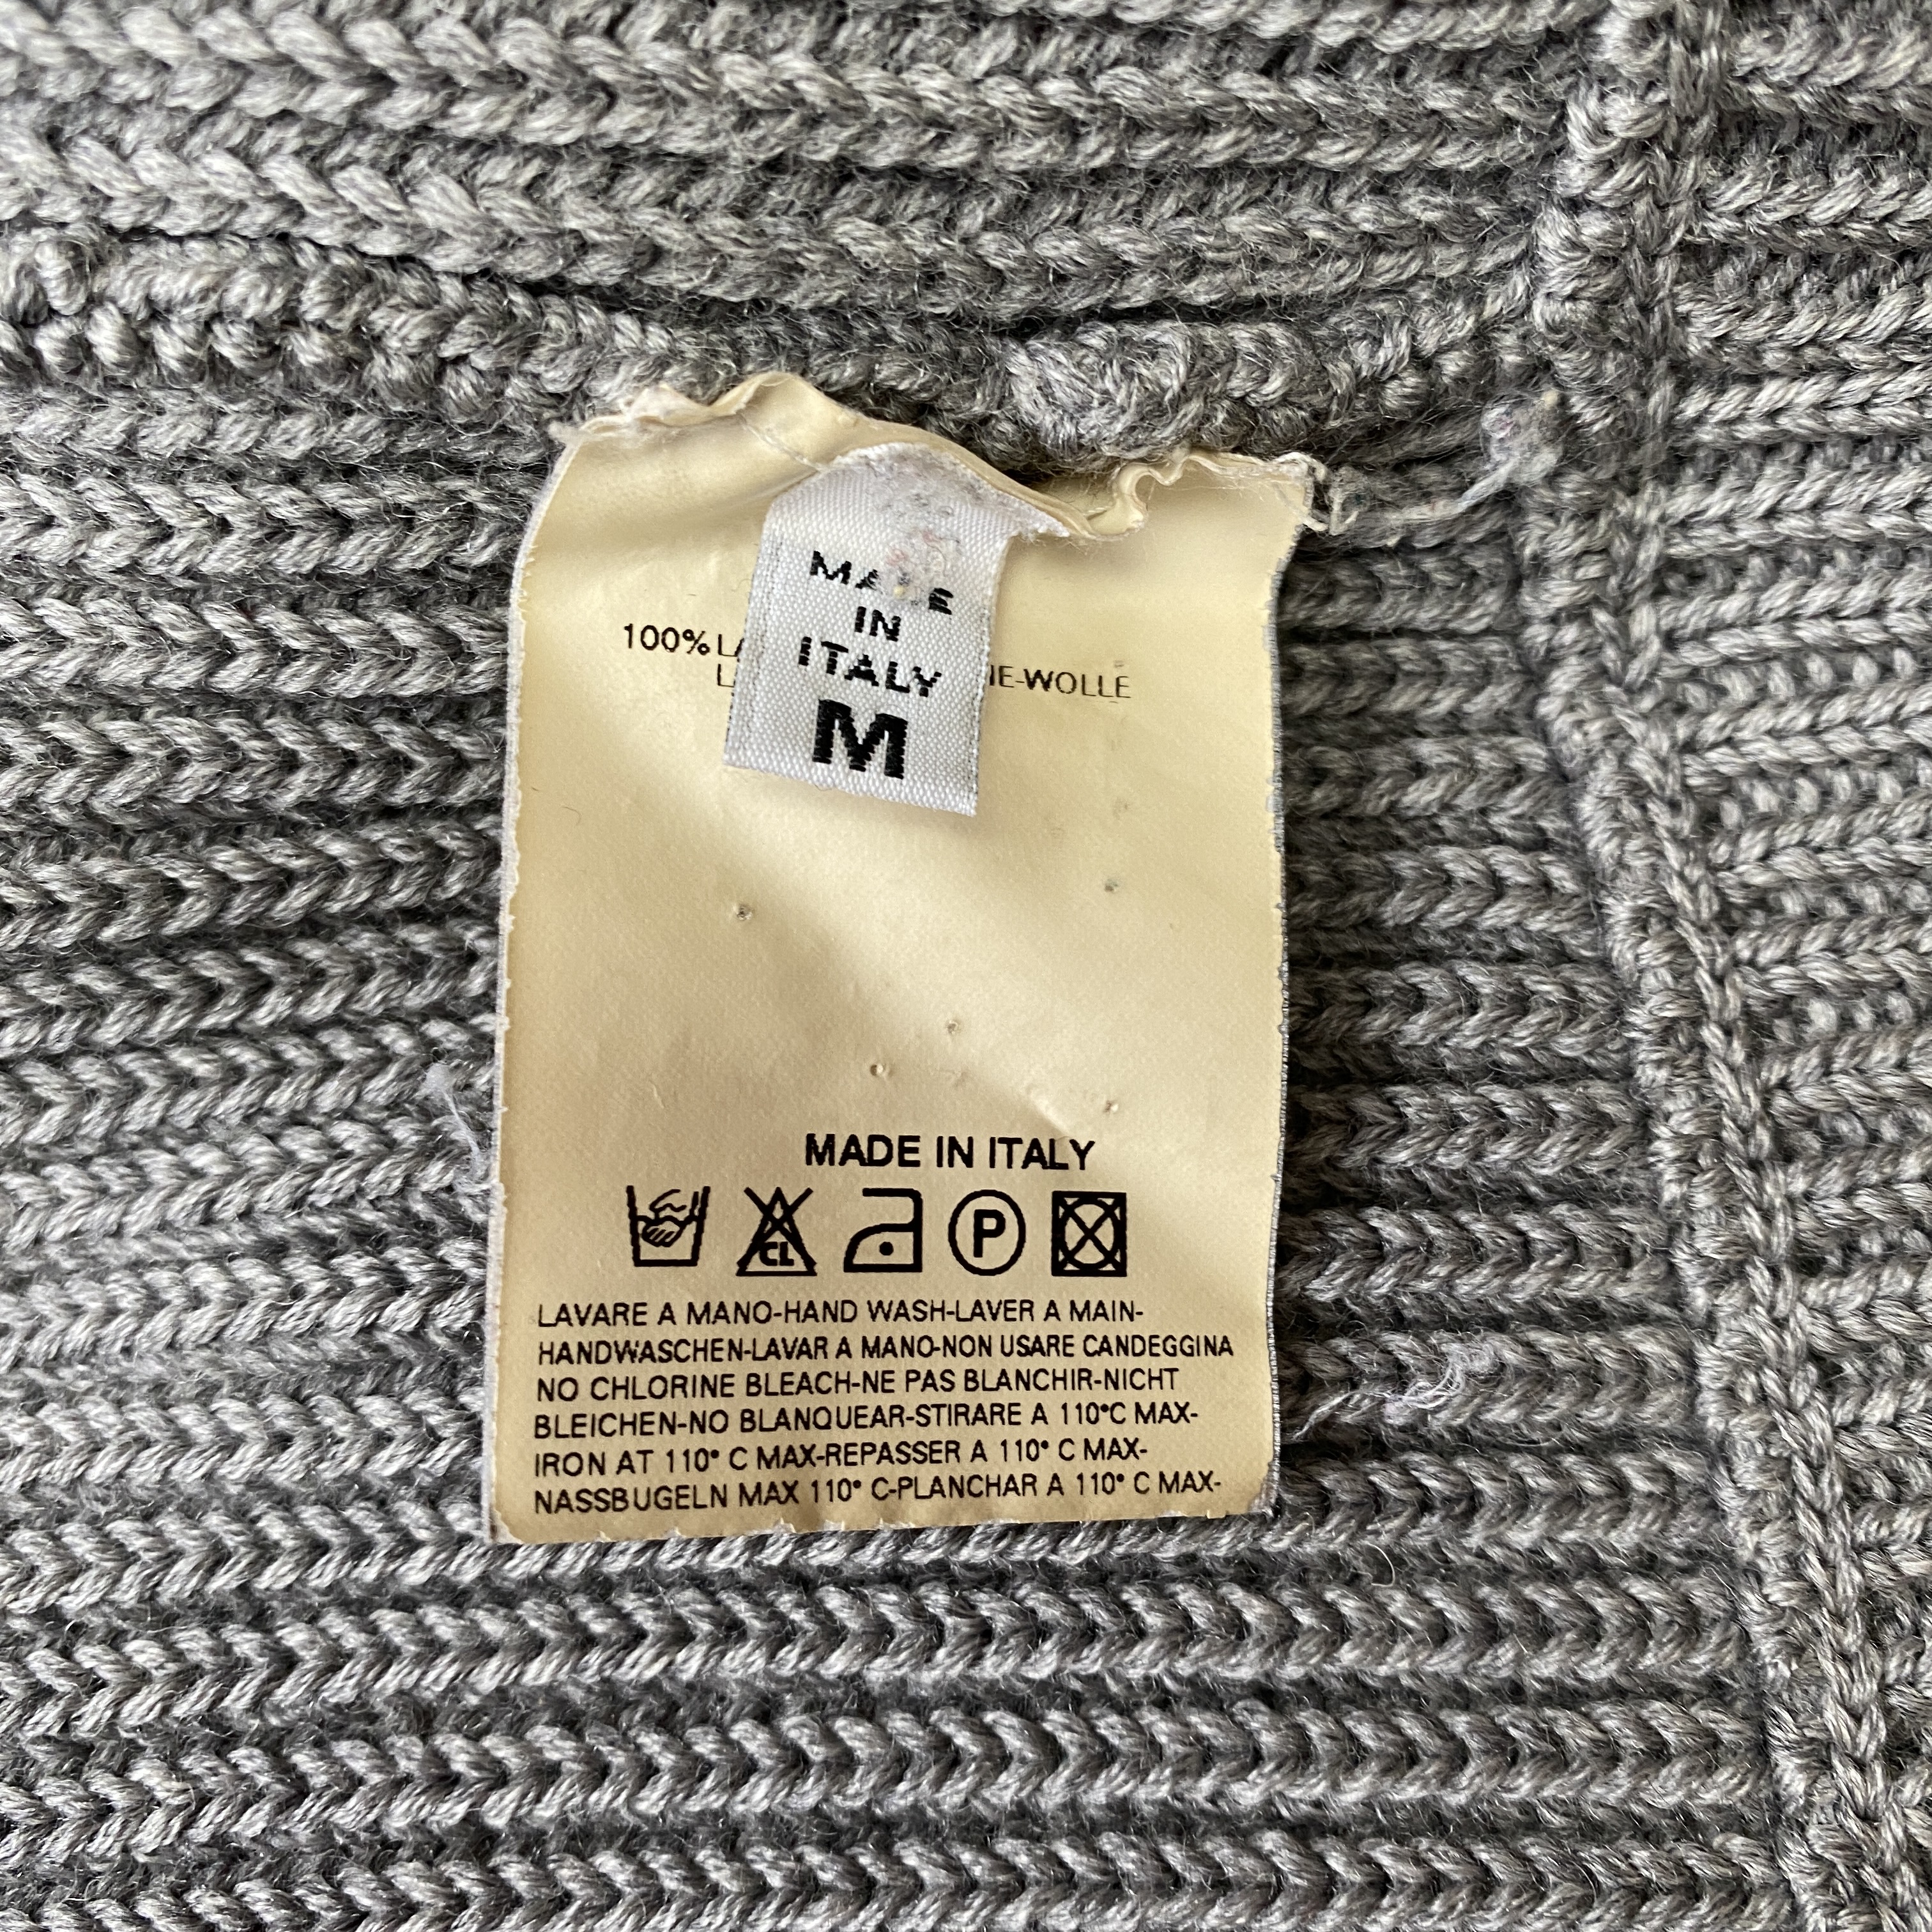 MADE
IN
ITALY
M
100%
-WOLLE
MADE IN ITALY
CL
P
LAVARE A MANO-HAND WASH-LAVER A MAIN-
HANDWASCHEN-LAVAR A MANO-NON USARE CANDEGGINA
NO CHLORINE BLEACH-NE PAS BLANCHIR-NICHT
BLEICHEN-NO BLANQUEAR-STIRARE A 110°C MAX-
IRON AT 110° C MAX-REPASSER A 110° C MAX-
NASSBUGELN MAX 110° C-PLANCHAR A 110° C MAX-